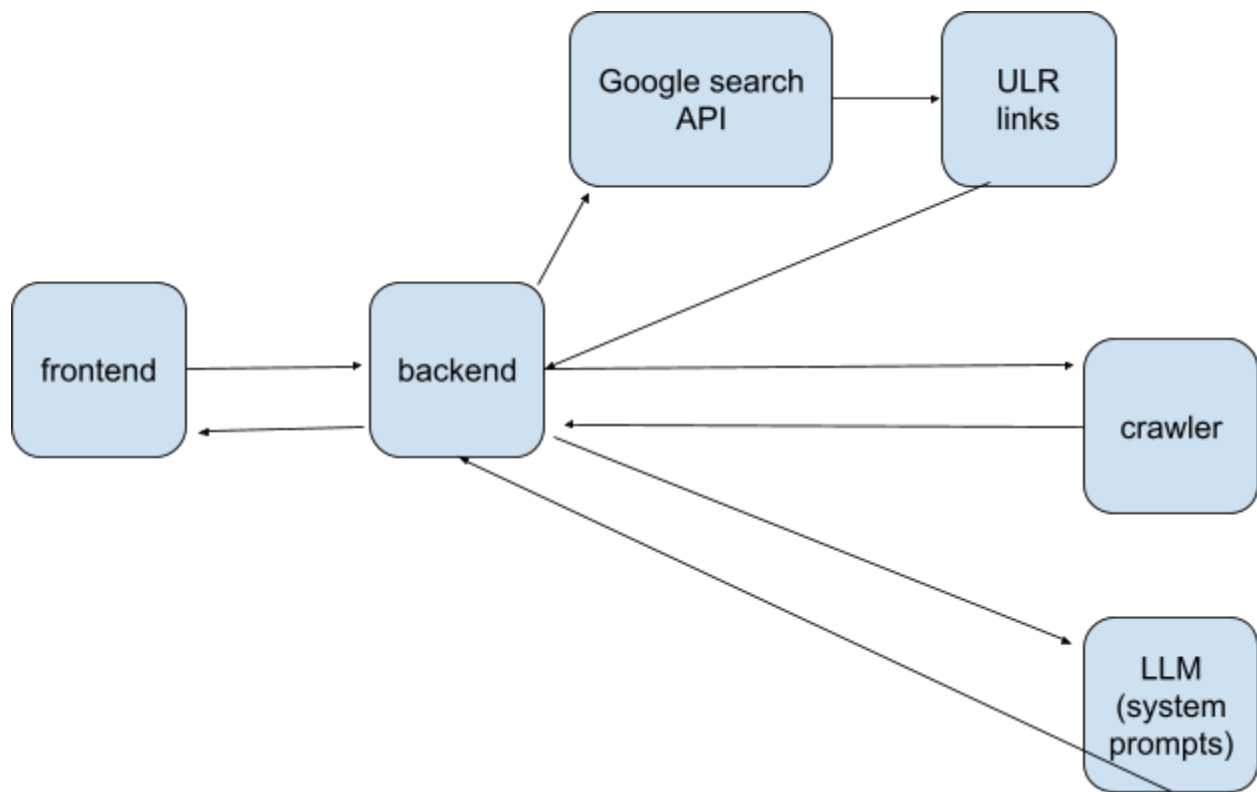 Google search
API
ULR
links
frontend
backend
crawler
LLM
(system
prompts)